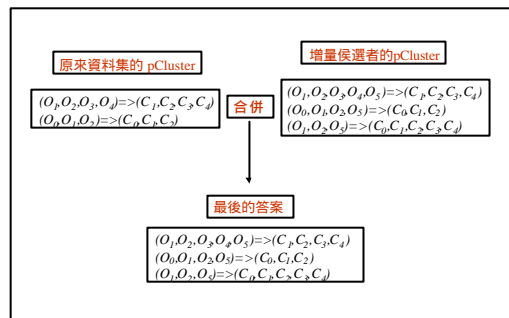 原來資料集的 pCluster
(O1,O2,O3,O4)=>(C1,C2,C3,C4)
(O0,O1,O2)=>(C0,C1,C2)
合併
增量侯選者的pCluster
(O1,O2,O3,O4,O5)=>(C1,C2,C3,C4)
(O0,O1,O2,O5)=>(C0,C1,C2)
(O1,O2,O5)=>(C0,C1,C2,C3,C4)
最後的答案
(O1,O2,O3,O4,O5)=>(C1,C2,C3,C4)
(O0,O1,O2,O5)=>(C0,C1,C2)
(O1,O2,O5)=>(C0,C1,C2,C3,C4)